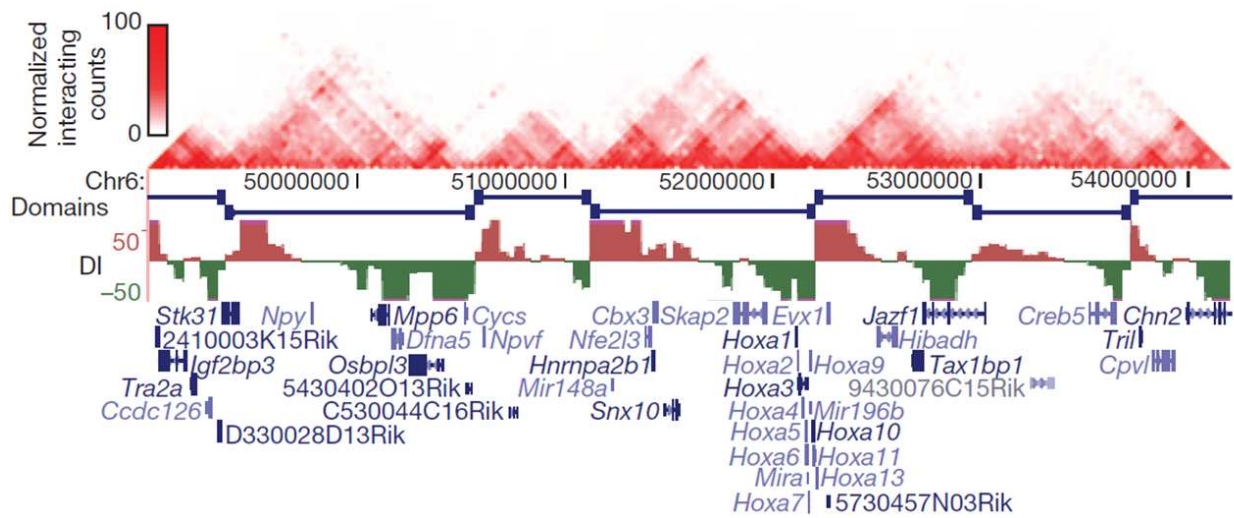 Normalized
interacting
counts
100
0
Chr6: 50000000 51000000 52000000 53000000 54000000
Domains
50
DI
−50
Stk31 Npy Mpp6 Cycs Cbx3 Skap2 Evx1 Jazf1 Creb5 Chn2
2410003K15Rik Dfna5 Npvf Nfe2l3 Hoxa1 Hibadh Tril
Igf2bp3 Osbpl3 Hnrnpa2b1 Hoxa2 Hoxa9 Tax1bp1 Cpvl
Tra2a 5430402O13Rik Mir148a Hoxa3 9430076C15Rik
Ccdc126 C530044C16Rik Snx10 Hoxa4 Mir196b
D330028D13Rik Hoxa5 Hoxa10
Hoxa6 Hoxa11
Mira Hoxa13
Hoxa7 5730457N03Rik